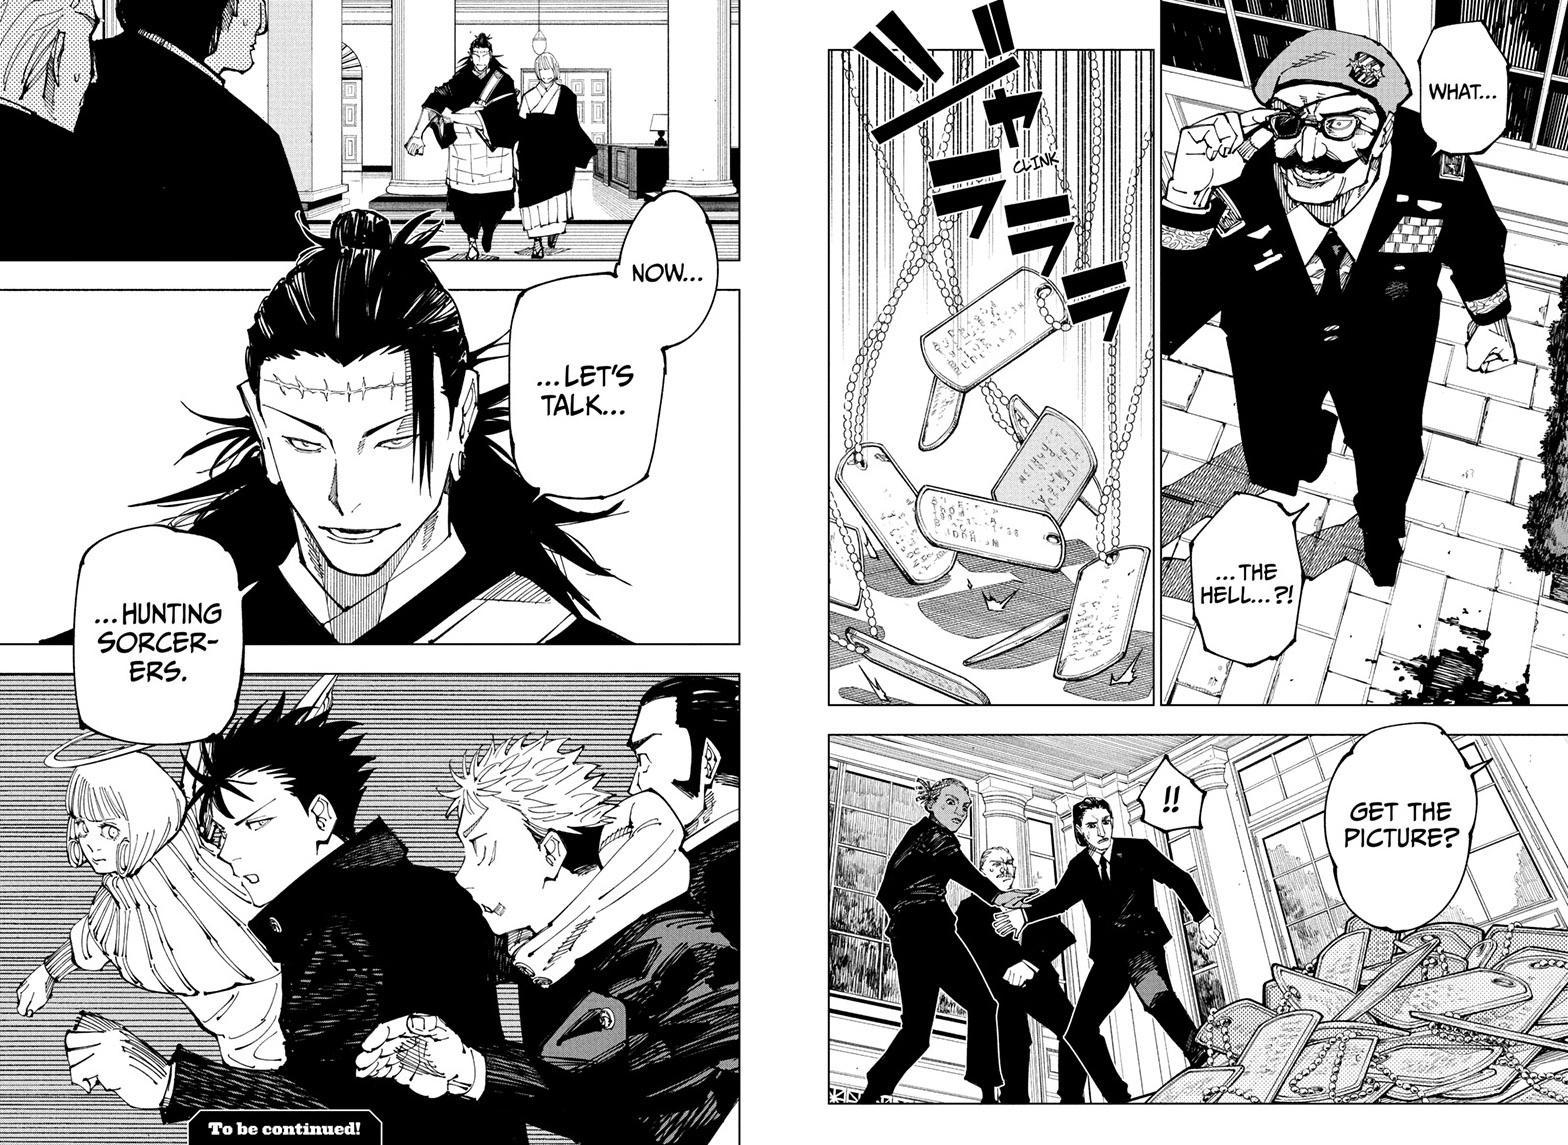 WHAT...
...THE
HELL...?!
ジャラララ
CLINK
GET THE
PICTURE?
!!
NOW...
...LET'S
TALK...
...HUNTING
SORCER-
ERS.
To be continued!